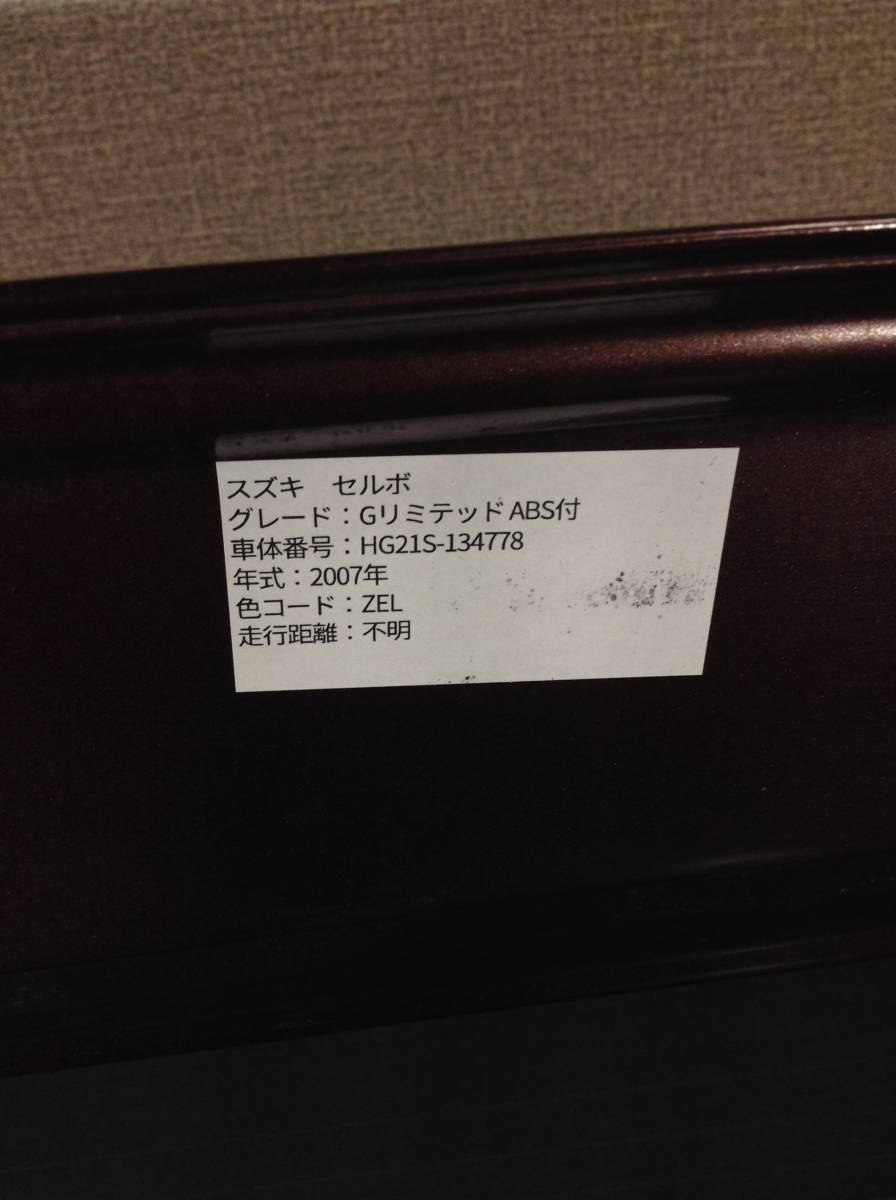 スズキ　セルボ
グレード：Gリミテッド ABS付
車体番号：HG21S-134778
年式：2007年
色コード：ZEL
走行距離：不明